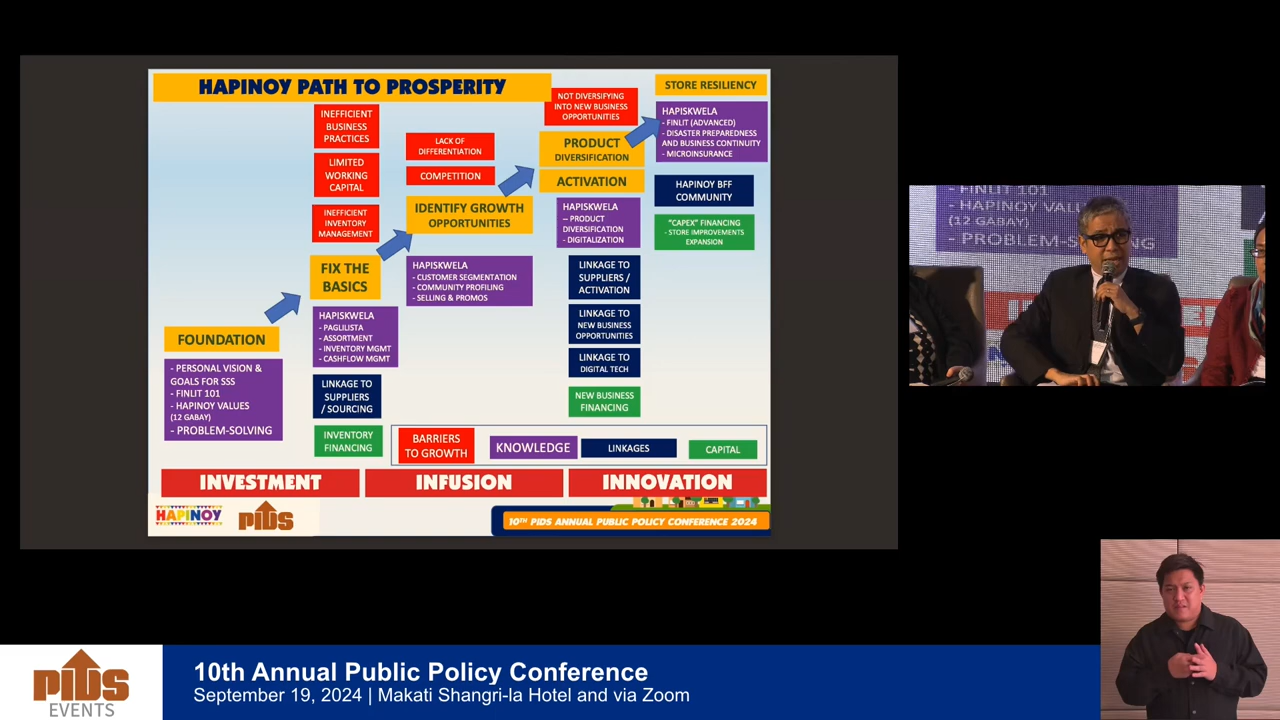 HAPINOY PATH TO PROSPERITY
FOUNDATION
- PERSONAL VISION &
GOALS FOR SSS
- FINLIT 101
- HAPINOY VALUES
(12 GABAY)
- PROBLEM-SOLVING
INEFFICIENT
BUSINESS
PRACTICES
LIMITED
WORKING
CAPITAL
INEFFICIENT
INVENTORY
MANAGEMENT
FIX THE
BASICS
HAPISKWELA
- PAGLILISTA
- ASSORTMENT
- INVENTORY MGMT
- CASHFLOW MGMT
LINKAGE TO
SUPPLIERS
/ SOURCING
INVENTORY
FINANCING
LACK OF
DIFFERENTIATION
COMPETITION
IDENTIFY GROWTH
OPPORTUNITIES
HAPISKWELA
- CUSTOMER SEGMENTATION
- COMMUNITY PROFILING
- SELLING & PROMOS
NOT DIVERSIFYING
INTO NEW BUSINESS
OPPORTUNITIES
PRODUCT
DIVERSIFICATION
ACTIVATION
HAPISKWELA
– PRODUCT
DIVERSIFICATION
- DIGITALIZATION
LINKAGE TO
SUPPLIERS /
ACTIVATION
LINKAGE TO
NEW BUSINESS
OPPORTUNITIES
LINKAGE TO
DIGITAL TECH
NEW BUSINESS
FINANCING
STORE RESILIENCY
HAPISKWELA
- FINLIT (ADVANCED)
- DISASTER PREPAREDNESS
AND BUSINESS CONTINUITY
- MICROINSURANCE
HAPINOY BFF
COMMUNITY
"CAPEX" FINANCING
- STORE IMPROVEMENTS
EXPANSION
BARRIERS
TO GROWTH
KNOWLEDGE
LINKAGES
CAPITAL
INVESTMENT
INFUSION
INNOVATION
HAPINOY
PIDS
10TH PIDS ANNUAL PUBLIC POLICY CONFERENCE 2024
- FINLIT 101
- HAPINOY VALU
(12 GABAY)
- PROBLEM-SOLVING
PIDS
EVENTS
10th Annual Public Policy Conference
September 19, 2024 | Makati Shangri-la Hotel and via Zoom